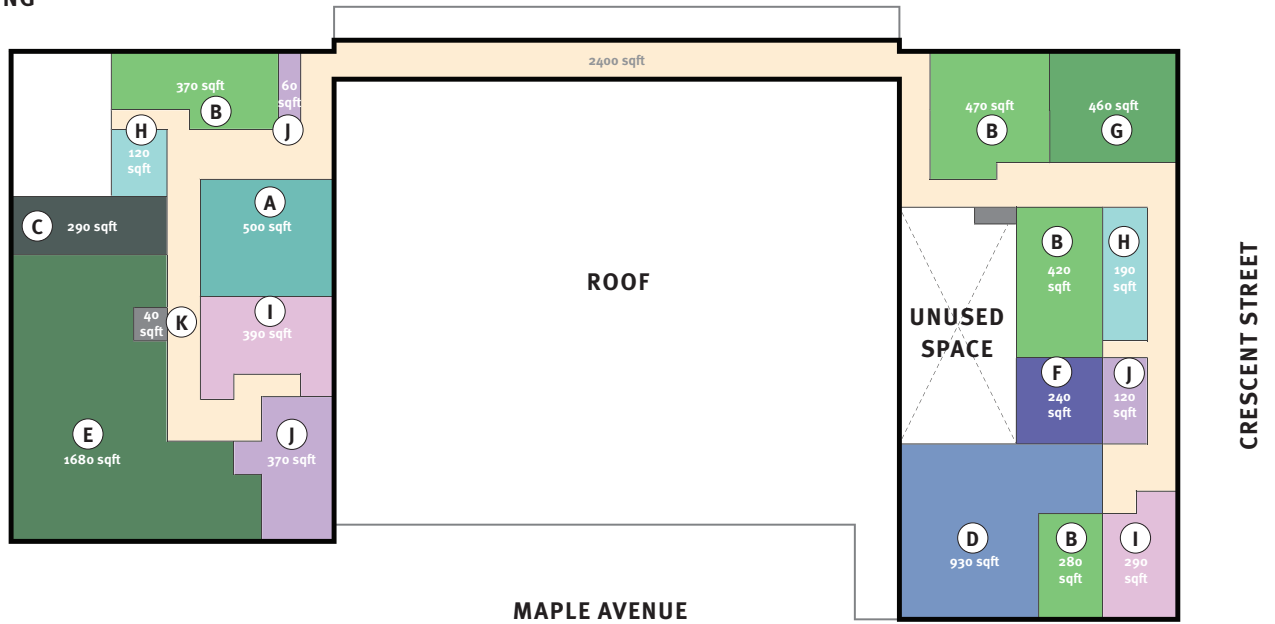 NG
2400 sqft
370 sqft
B
60
sqft
J
H
120
sqft
C
290 sqft
A
500 sqft
I
390 sqft
40
sqft
K
E
1680 sqft
J
370 sqft
ROOF
470 sqft
B
460 sqft
G
B
420
sqft
H
190
sqft
UNUSED
SPACE
F
240
sqft
J
120
sqft
D
930 sqft
B
280
sqft
I
290
sqft
MAPLE AVENUE
CRESCENT STREET